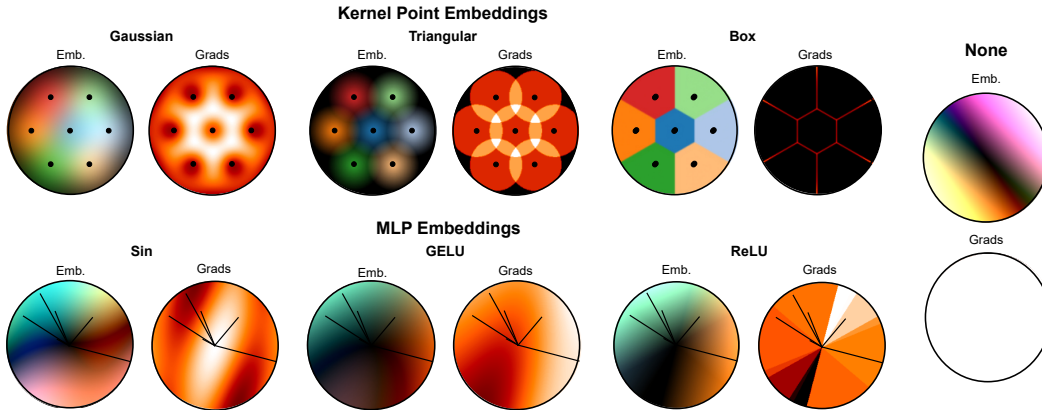 Kernel Point Embeddings
Gaussian
Triangular
Box
None
Emb.
Grads
Emb.
Grads
Emb.
Grads
Emb.
Grads
MLP Embeddings
Sin
GELU
ReLU
Emb.
Grads
Emb.
Grads
Emb.
Grads